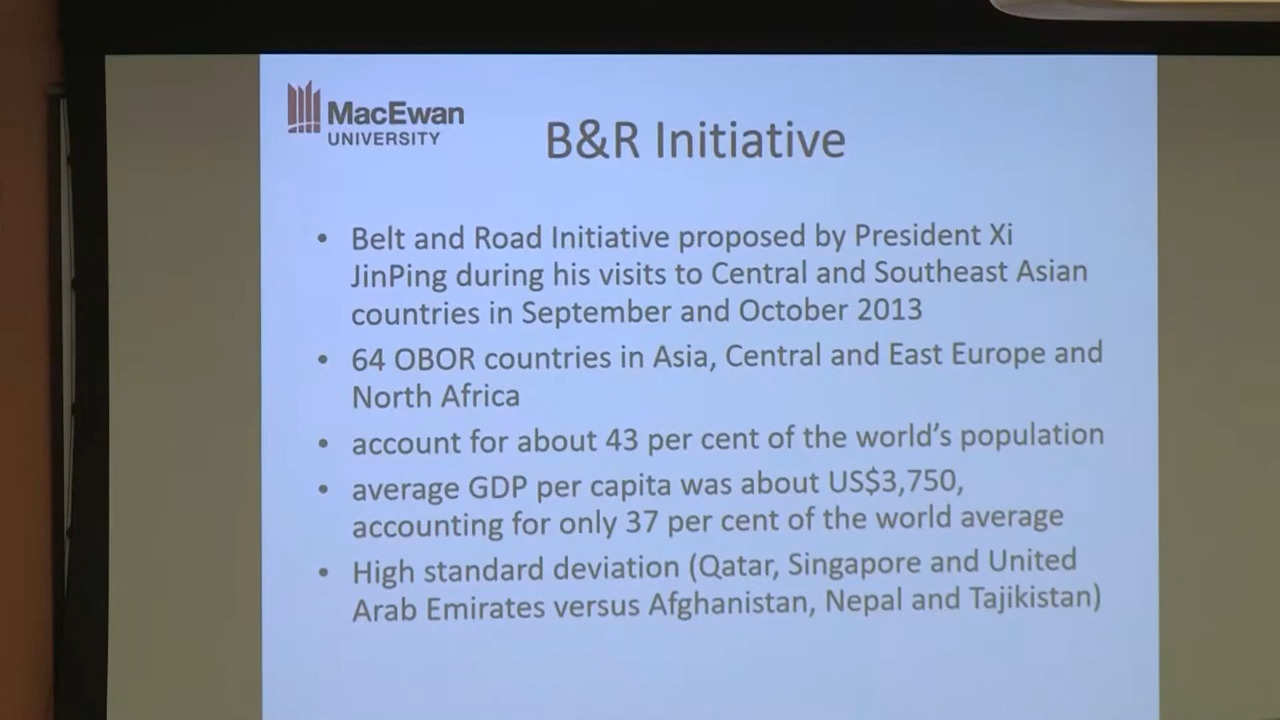 MacEwan
UNIVERSITY
B&R Initiative
• Belt and Road Initiative proposed by President Xi
JinPing during his visits to Central and Southeast Asian
countries in September and October 2013
• 64 OBOR countries in Asia, Central and East Europe and
North Africa
• account for about 43 per cent of the world's population
• average GDP per capita was about US$3,750,
accounting for only 37 per cent of the world average
• High standard deviation (Qatar, Singapore and United
Arab Emirates versus Afghanistan, Nepal and Tajikistan)